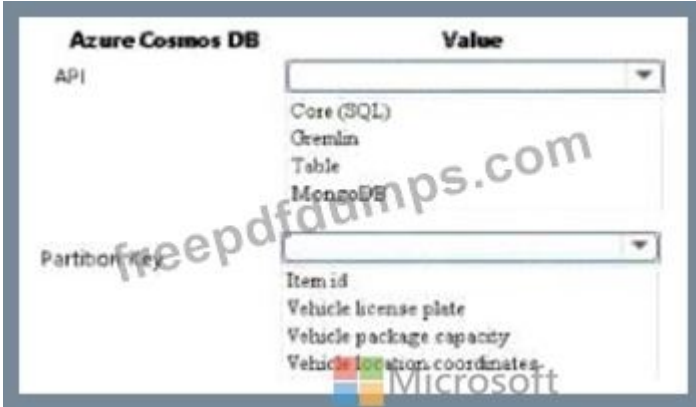 Azure Cosmos DB Value
API
Core (SQL)
Gremlin
Table
MongoDB
freepdfdumps.com
Partition Key
Item id
Vehicle license plate
Vehicle package capacity
Vehicle location coordinates
Microsoft